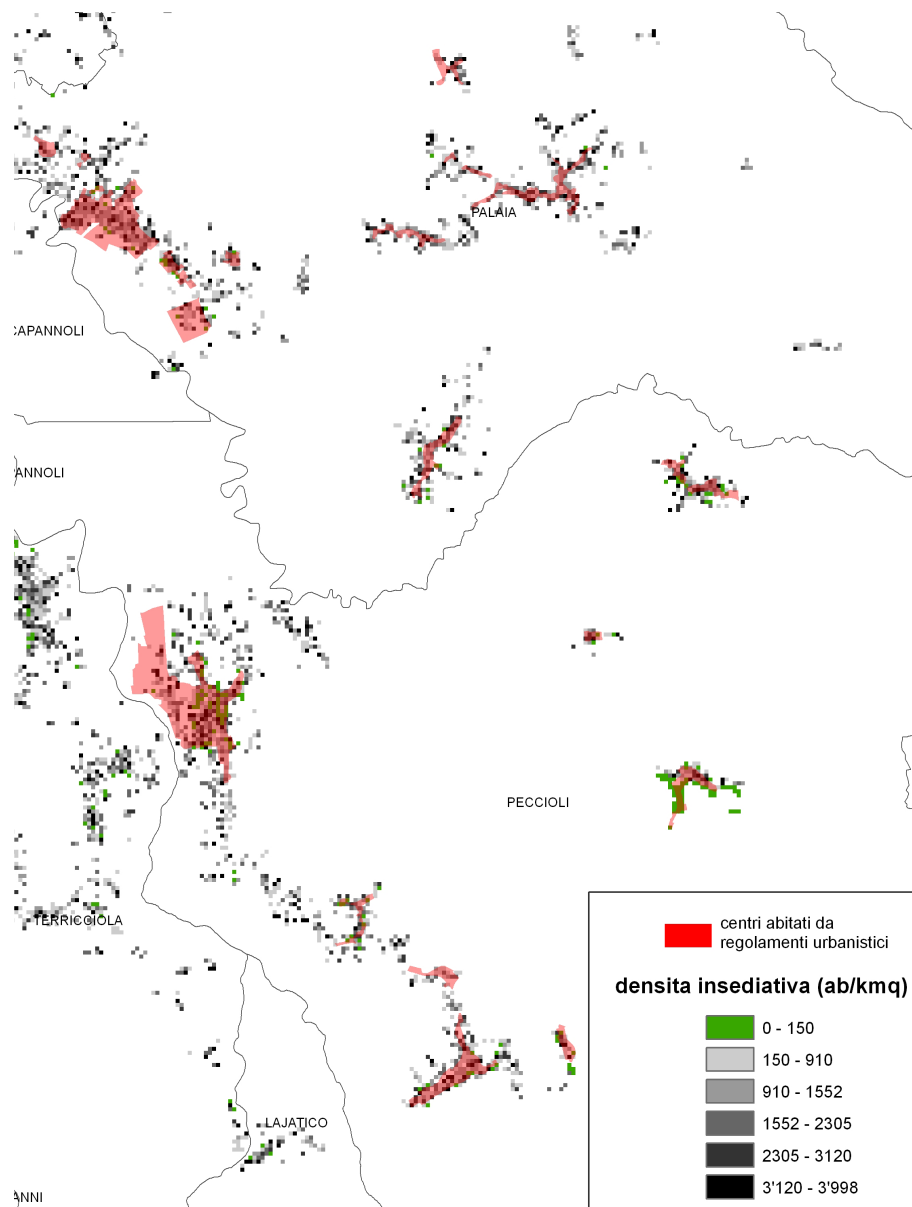 PALAIA
CAPANNOLI
PANNOLI
PECCIOLI
TERRICCIOLA
LAJATICO
ANNI
centri abitati da
regolamenti urbanistici
densita insediativa (ab/kmq)
0 - 150
150 - 910
910 - 1552
1552 - 2305
2305 - 3120
3'120 - 3'998